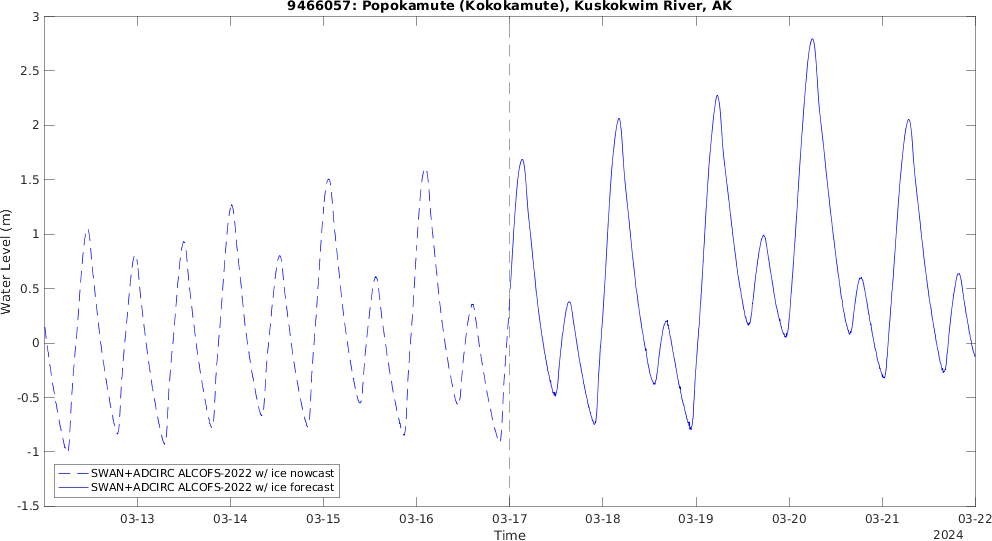 9466057: Popokamute (Kokokamute), Kuskokwim River, AK
3
2.5
2
1.5
1
0.5
0
-0.5
-1
-1.5
Water Level (m)
SWAN+ADCIRC ALCOFS-2022 w/ ice nowcast
SWAN+ADCIRC ALCOFS-2022 w/ ice forecast
03-13 03-14 03-15 03-16 03-17 03-18 03-19 03-20 03-21 03-22
Time
2024